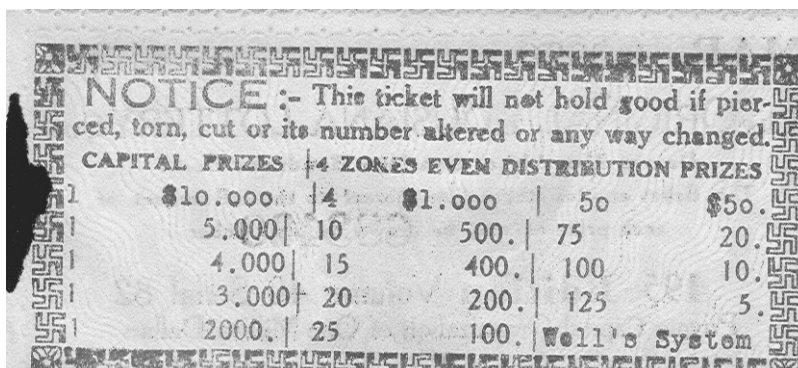 NOTICE :- This ticket will not hold good if pier-
ced, torn, cut or its number altered or any way changed.
CAPITAL PRIZES | 4 ZONES EVEN DISTRIBUTION PRIZES
1 $10.000 | 4 $1.000 | 50 $50.
1 5.000 | 10 500. | 75 20.
1 4.000 | 15 400. | 100 10.
1 3.000 | 20 200. | 125 5.
1 2000. | 25 100. | Well's System